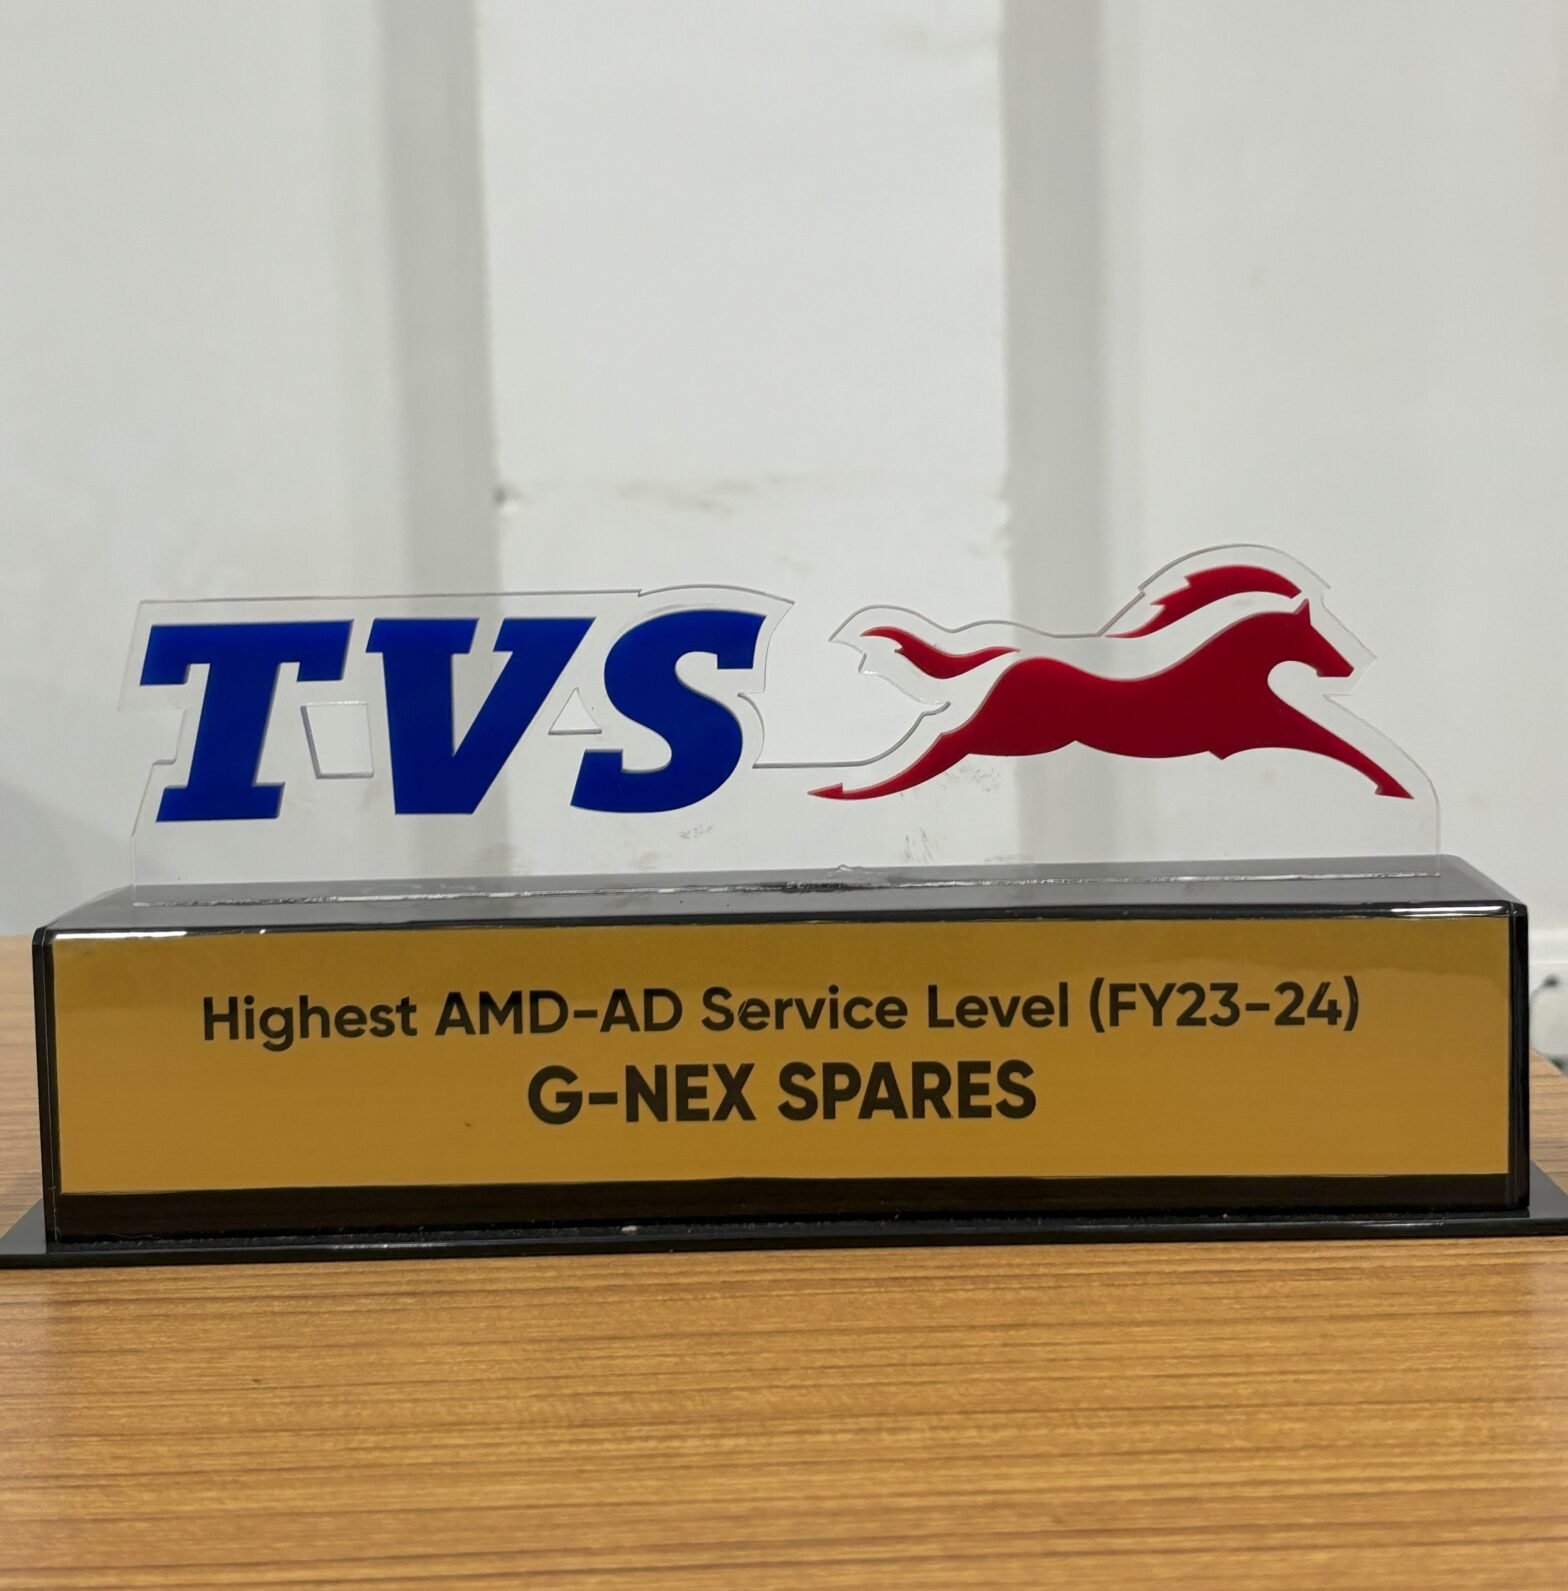 TVS
Highest AMD-AD Service Level (FY23-24)
G-NEX SPARES